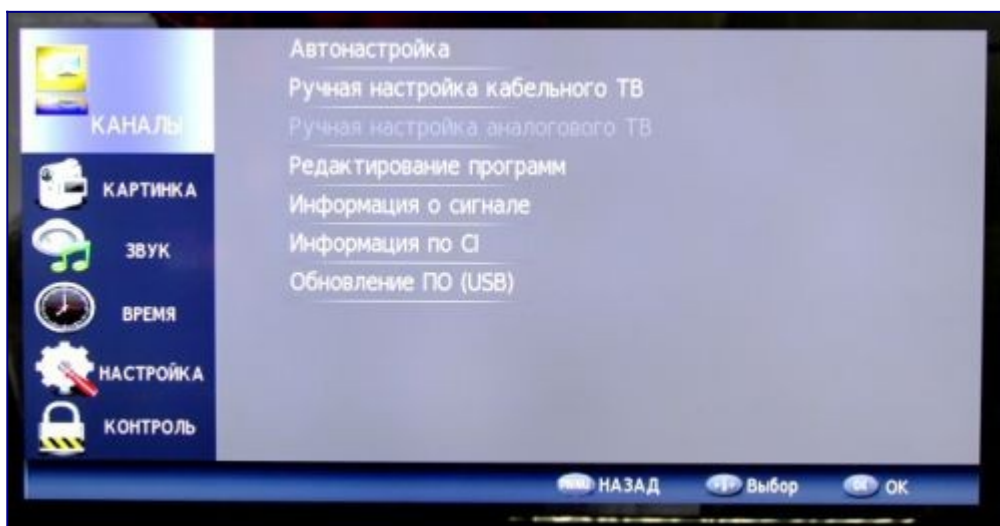 КАНАЛЫ
КАРТИНКА
ЗВУК
ВРЕМЯ
НАСТРОЙКА
КОНТРОЛЬ
Автонастройка
Ручная настройка кабельного ТВ
Ручная настройка аналогового ТВ
Редактирование программ
Информация о сигнале
Информация по CI
Обновление ПО (USB)
НАЗАД Выбор OK OK